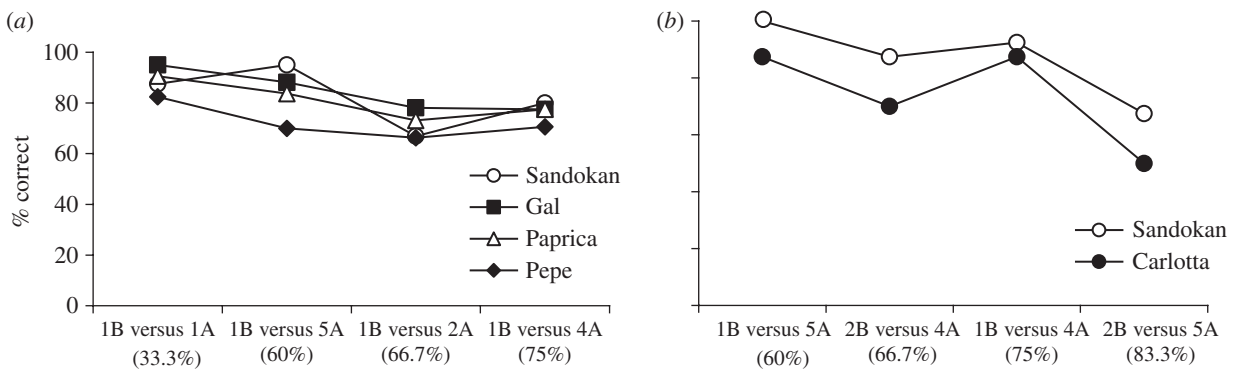 (a)
% correct
100
80
60
40
20
0
Sandokan
Gal
Paprica
Pepe
1B versus 1A 1B versus 5A 1B versus 2A 1B versus 4A
(33.3%) (60%) (66.7%) (75%)
(b)
Sandokan
Carlotta
1B versus 5A 2B versus 4A 1B versus 4A 2B versus 5A
(60%) (66.7%) (75%) (83.3%)